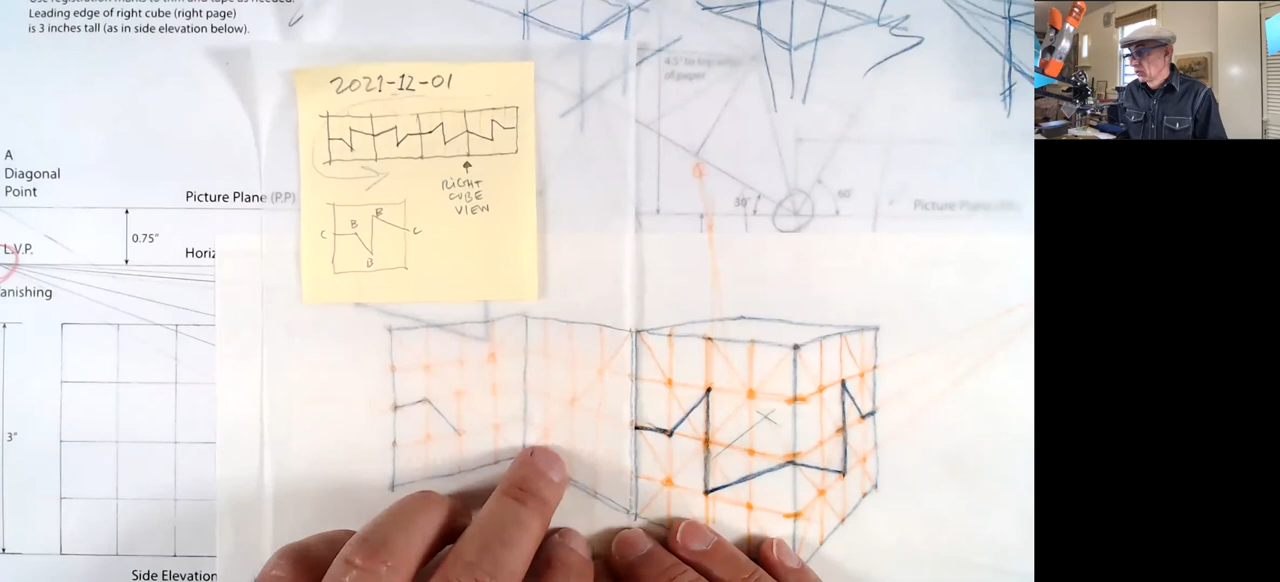 Leading edge of right cube (right page)
is 3 inches tall (as in side elevation below).
2021-12-01
RIGHT
CUBE
VIEW
B
B
C
C
B
4.5" to top edge
of paper
A
Diagonal
Point
Picture Plane (P.P)
30°
60°
Picture Plane
0.75"
L.V.P.
Horiz
anishing
3"
Side Elevation